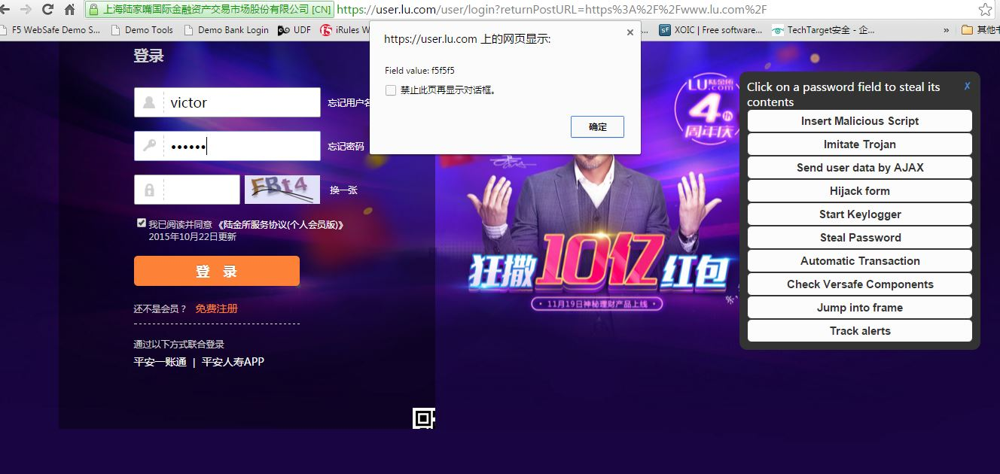 上海陆家嘴国际金融资产交易市场股份有限公司 [CN] https://user.lu.com/user/login?returnPostURL=https%3A%2F%2Fwww.lu.com%2F
F5 WebSafe Demo S... Demo Tools Demo Bank Login UDF iRules W XOIC | Free software... TechTarget安全 - 企... » 其他书
https://user.lu.com 上的网页显示:
Field value: f5f5f5
禁止此页再显示对话框。
确定
登录
victor
忘记用户名
••••••
忘记密码
FBt4
换一张
我已阅读并同意 《陆金所服务协议(个人会员版)》
2015年10月22日更新
登 录
还不是会员? 免费注册
通过以下方式联合登录
平安一账通 | 平安人寿APP
LU陆金所
.com
4th
周年庆
狂撒10亿红包
• 11月19日神秘理财产品上线 •
Click on a password field to steal its
contents
✗
Insert Malicious Script
Imitate Trojan
Send user data by AJAX
Hijack form
Start Keylogger
Steal Password
Automatic Transaction
Check Versafe Components
Jump into frame
Track alerts